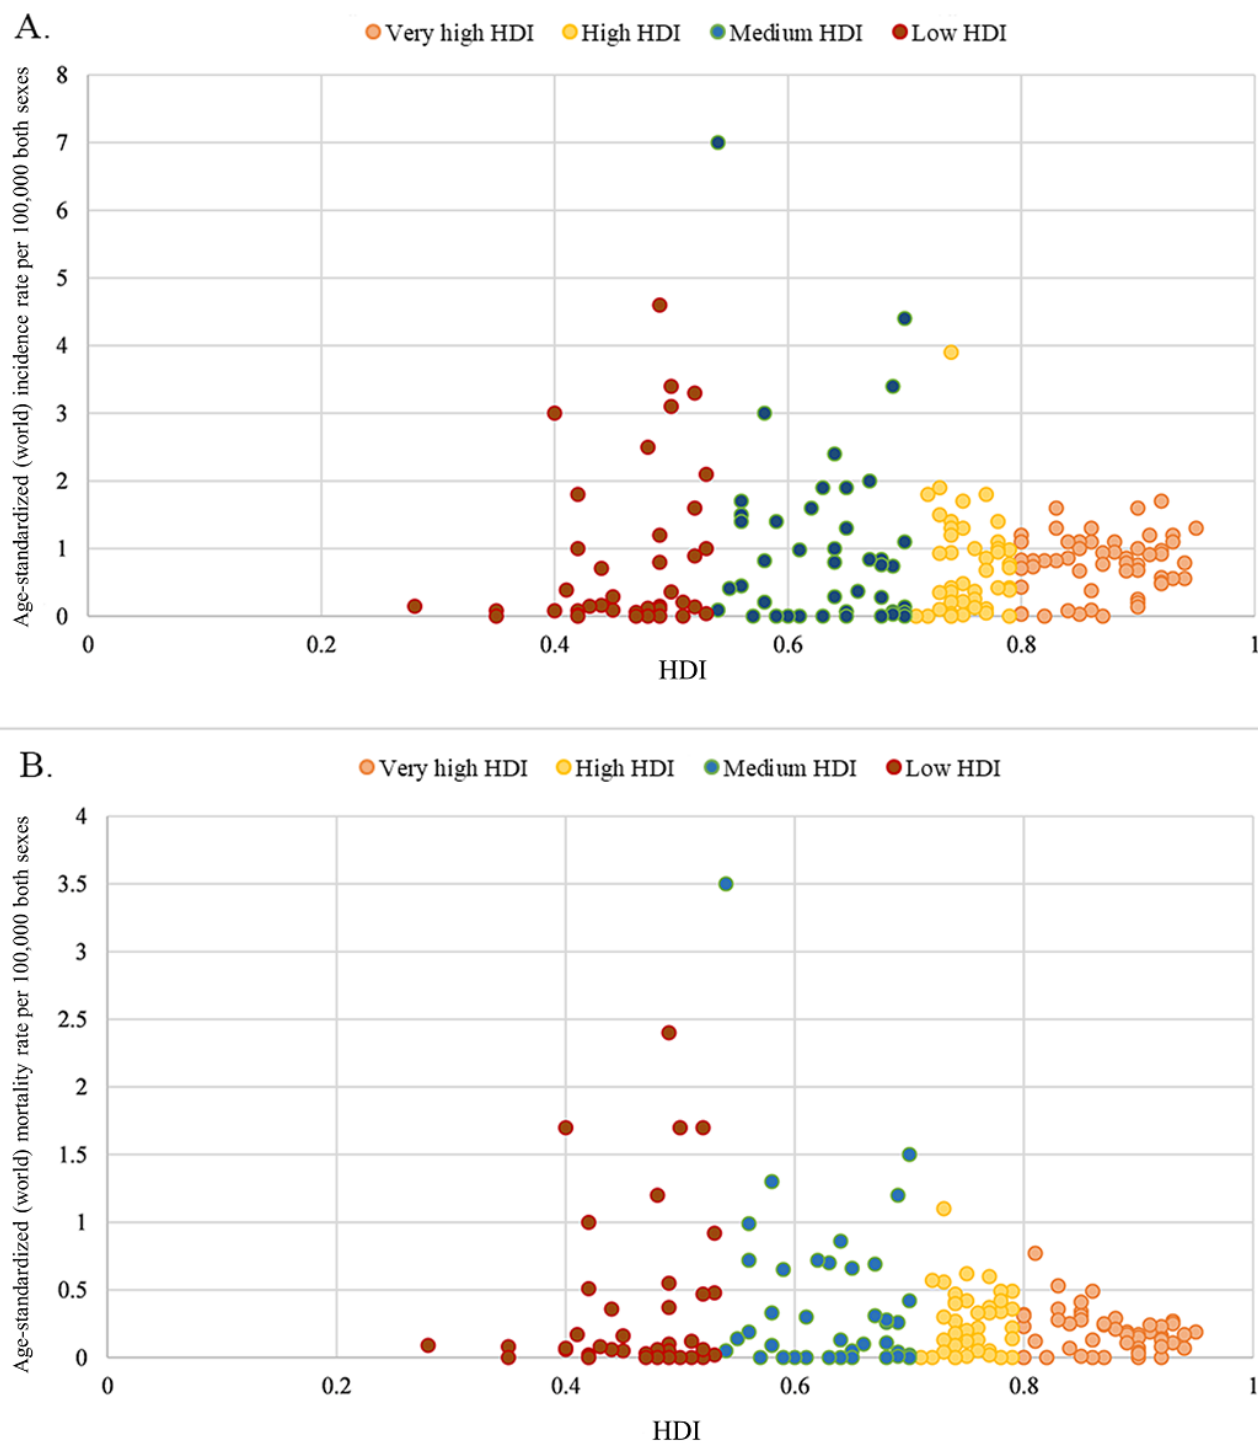 A.
Very high HDI High HDI Medium HDI Low HDI
Age-standardized (world) incidence rate per 100,000 both sexes
8
7
6
5
4
3
2
1
0
0 0.2 0.4 0.6 0.8 1
HDI
B.
Very high HDI High HDI Medium HDI Low HDI
Age-standardized (world) mortality rate per 100,000 both sexes
4
3.5
3
2.5
2
1.5
1
0.5
0
0 0.2 0.4 0.6 0.8 1
HDI